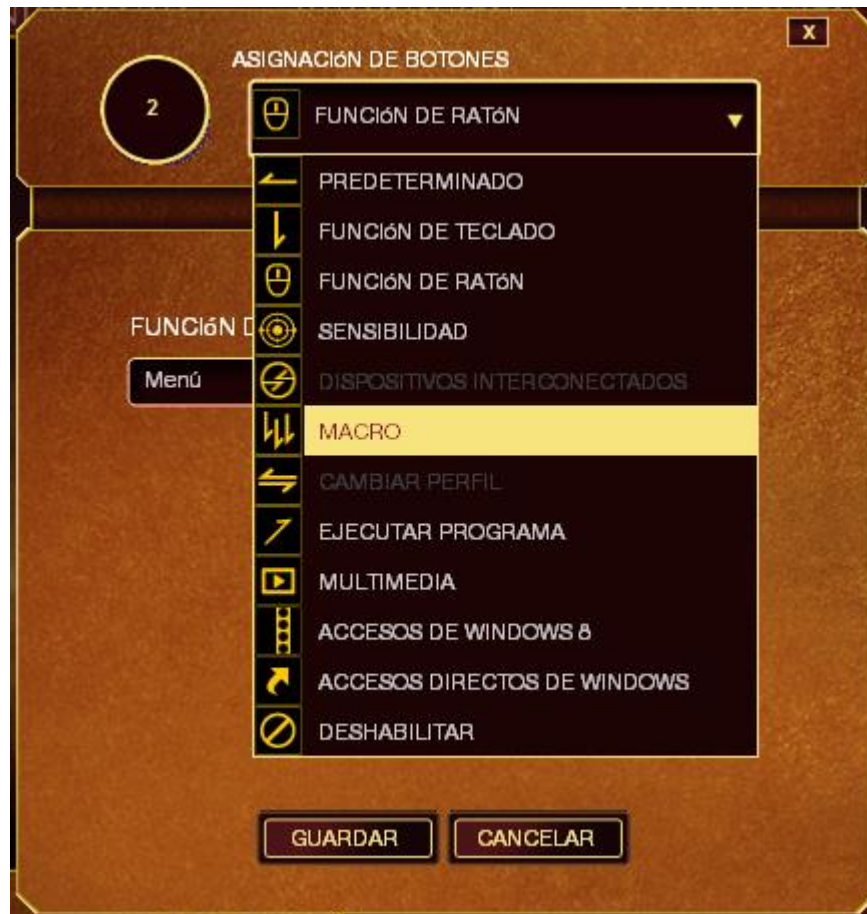 X
ASIGNACIóN DE BOTONES
2
FUNCIóN DE RATóN
PREDETERMINADO
FUNCIóN DE TECLADO
FUNCIóN DE RATóN
FUNCIóN D
SENSIBILIDAD
Menú
DISPOSITIVOS INTERCONECTADOS
MACRO
CAMBIAR PERFIL
EJECUTAR PROGRAMA
MULTIMEDIA
ACCESOS DE WINDOWS 8
ACCESOS DIRECTOS DE WINDOWS
DESHABILITAR
GUARDAR
CANCELAR